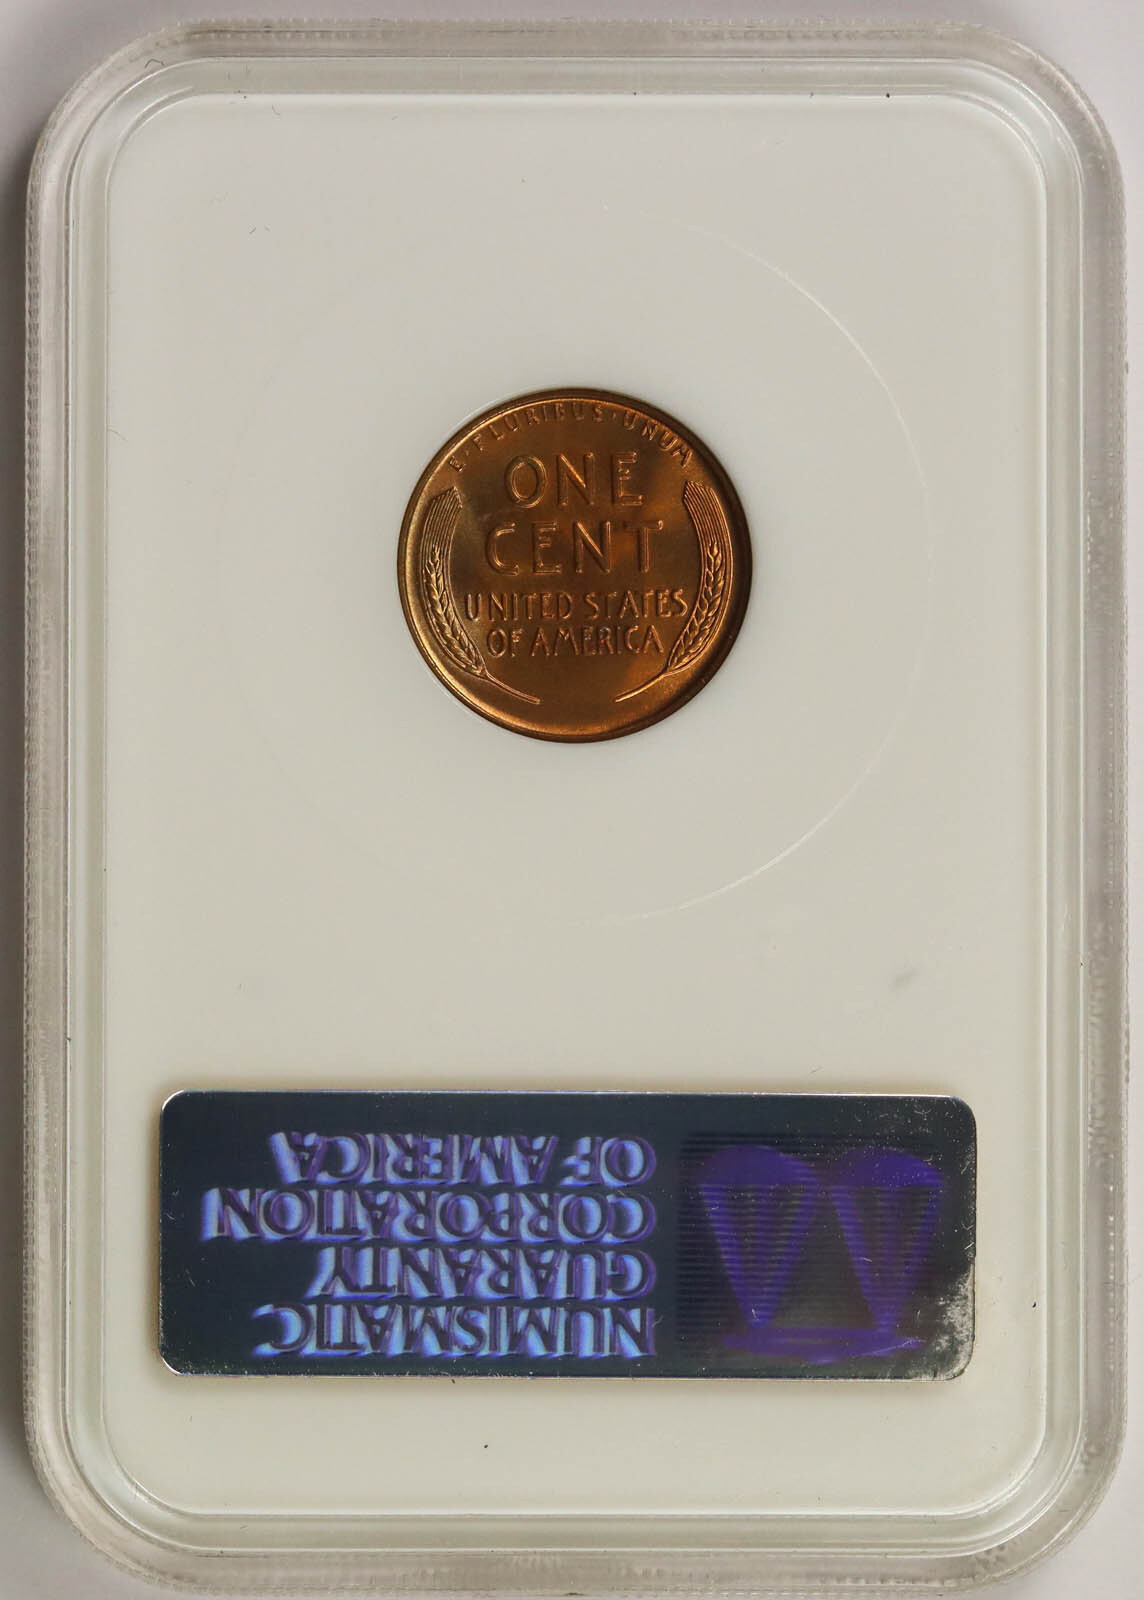 E·PLURIBUS·UNUM
ONE
CENT
UNITED STATES
OF AMERICA
NUMISMATIC
GUARANTY
CORPORATION
OF AMERICA